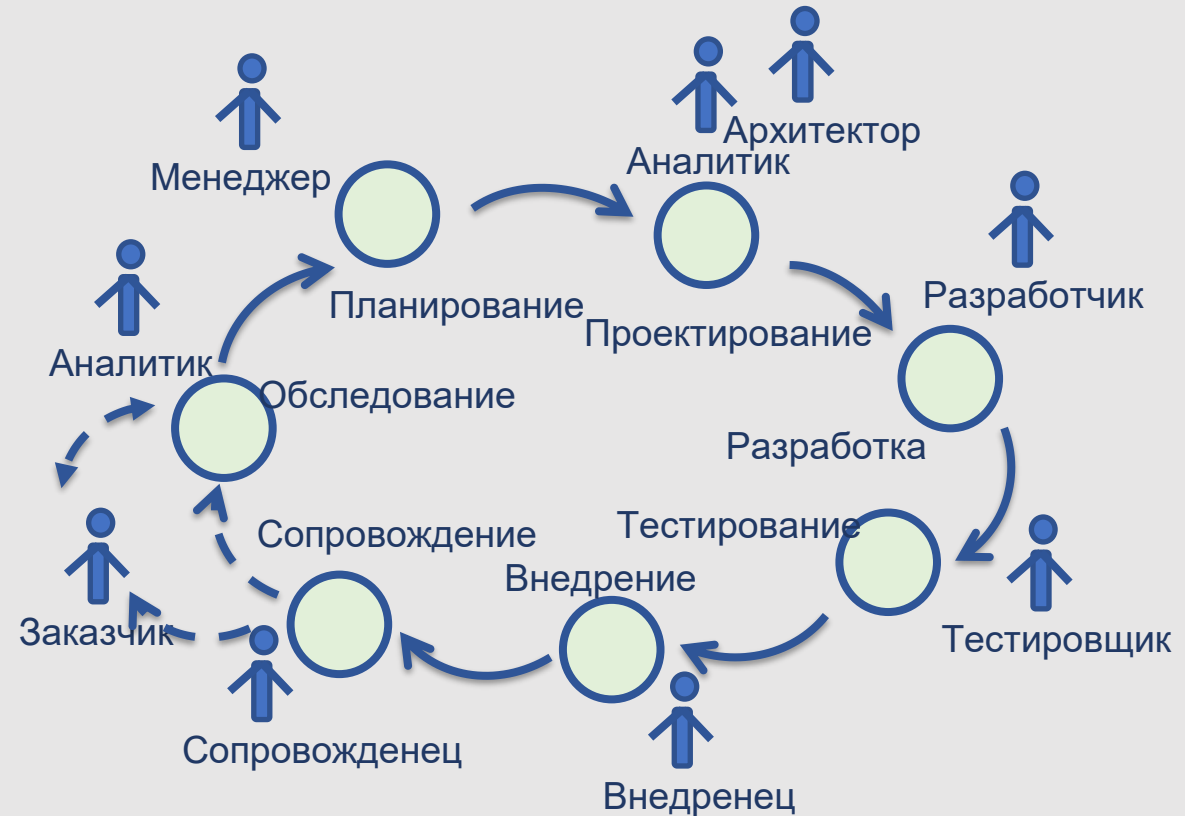 Архитектор
Аналитик
Менеджер
Разработчик
Планирование
Проектирование
Аналитик
Обследование
Разработка
Тестирование
Сопровождение
Внедрение
Заказчик
Тестировщик
Сопровожденец
Внедренец